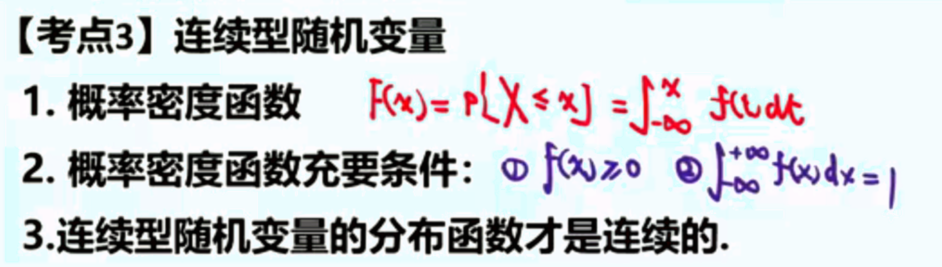 【考点3】连续型随机变量
1. 概率密度函数 F(x)=P{X≤x}=∫_{-∞}^{x} f(t)dt
2. 概率密度函数充要条件：① f(x)≥0 ② ∫_{-∞}^{+∞} f(x)dx=1
3.连续型随机变量的分布函数才是连续的.